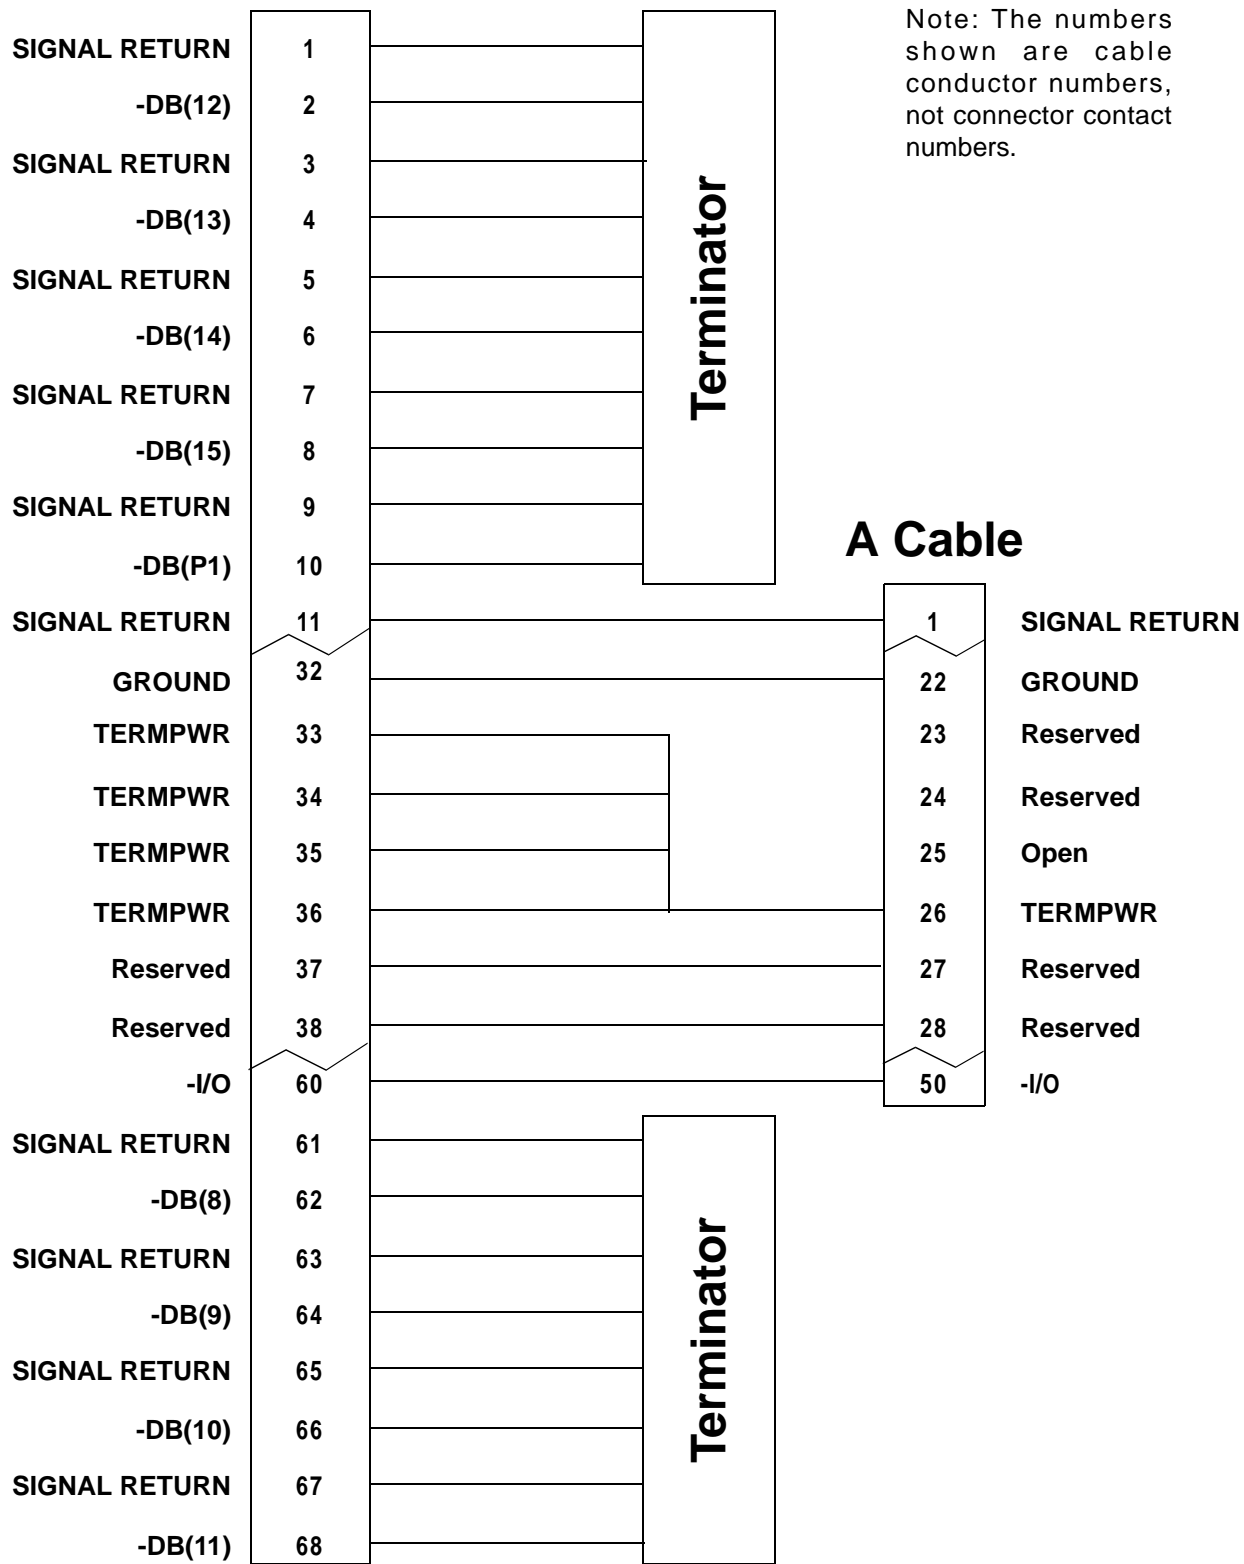 Note: The numbers
shown are cable
conductor numbers,
not connector contact
numbers.
SIGNAL RETURN 1
-DB(12) 2
SIGNAL RETURN 3
-DB(13) 4
SIGNAL RETURN 5
-DB(14) 6
SIGNAL RETURN 7
-DB(15) 8
SIGNAL RETURN 9
-DB(P1) 10
Terminator
A Cable
SIGNAL RETURN 11 1 SIGNAL RETURN
GROUND 32 22 GROUND
TERMPWR 33 23 Reserved
TERMPWR 34 24 Reserved
TERMPWR 35 25 Open
TERMPWR 36 26 TERMPWR
Reserved 37 27 Reserved
Reserved 38 28 Reserved
-I/O 60 50 -I/O
SIGNAL RETURN 61
-DB(8) 62
SIGNAL RETURN 63
-DB(9) 64
SIGNAL RETURN 65
-DB(10) 66
SIGNAL RETURN 67
-DB(11) 68
Terminator